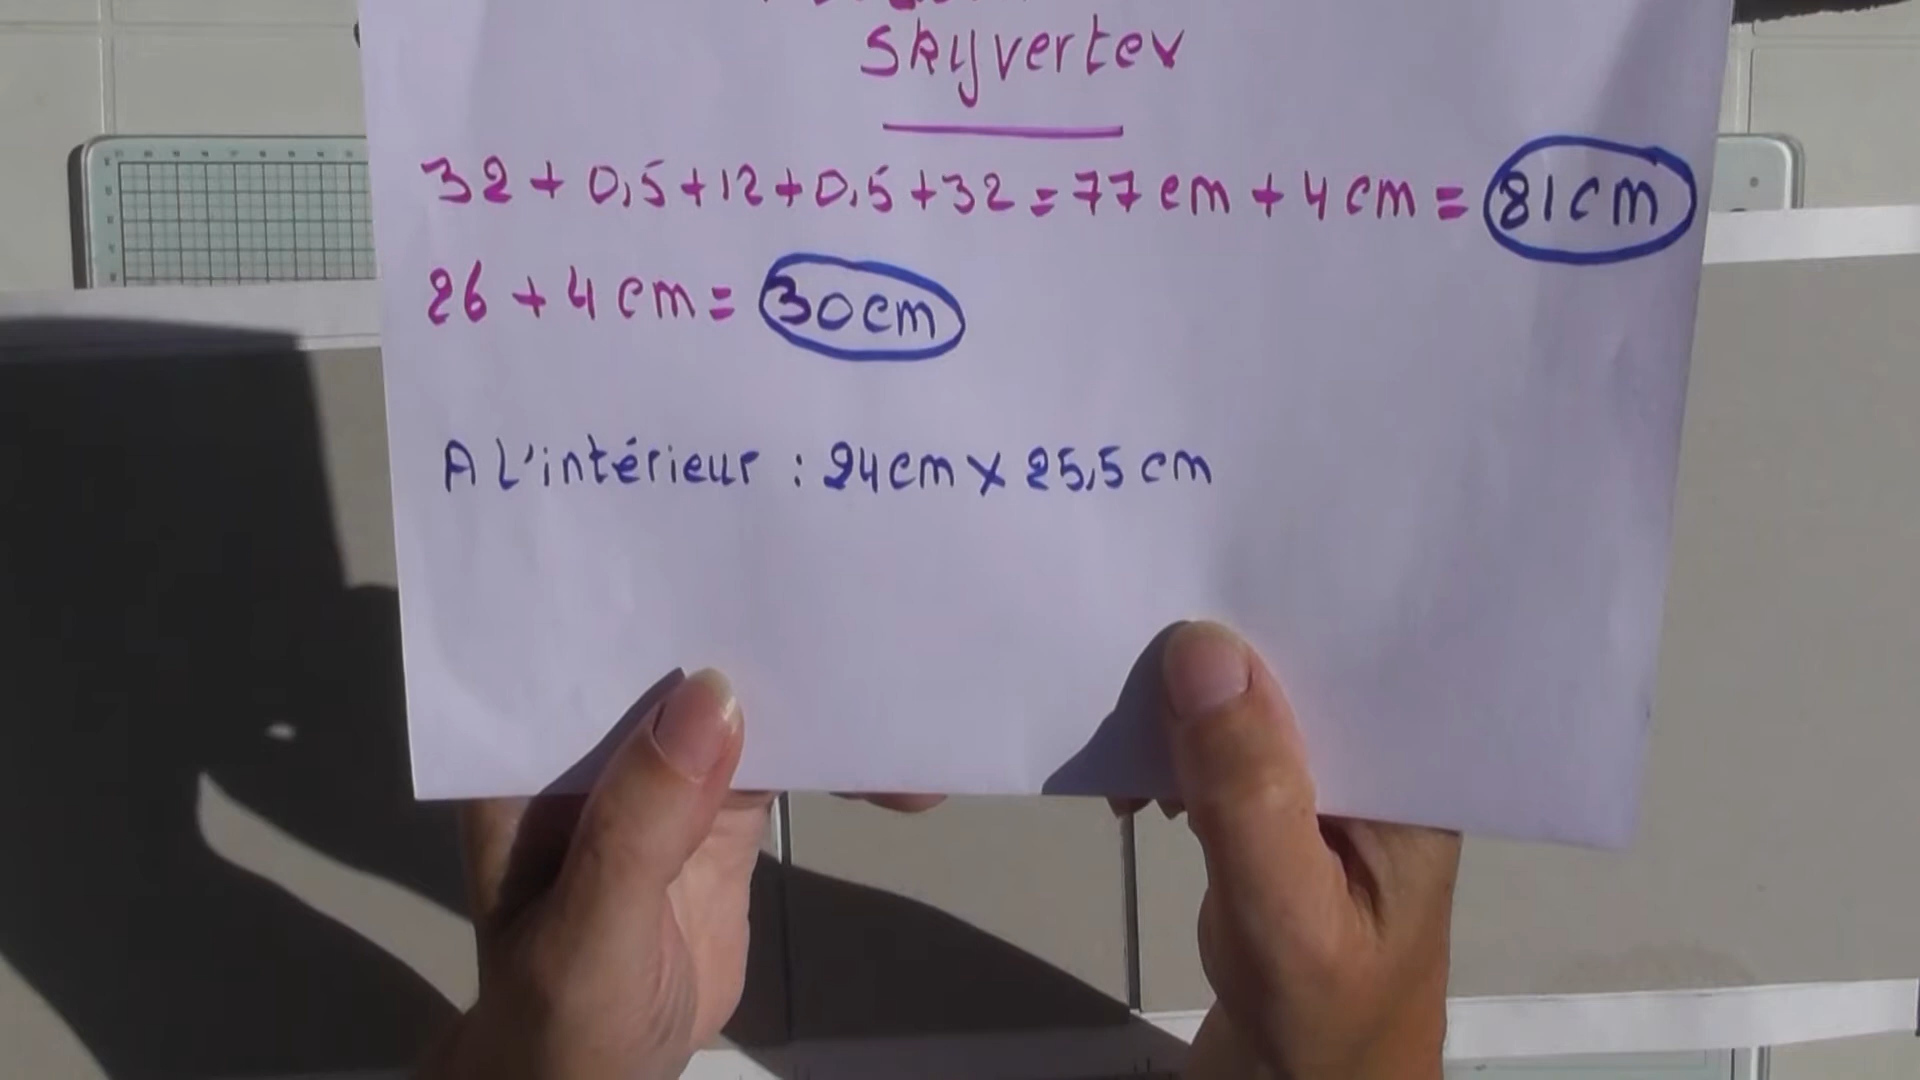 Skyvertex
32 + 0,5 + 12 + 0,5 + 32 = 77 cm + 4 cm = 81 cm
26 + 4 cm = 30 cm
A L'intérieur : 24 cm x 25,5 cm